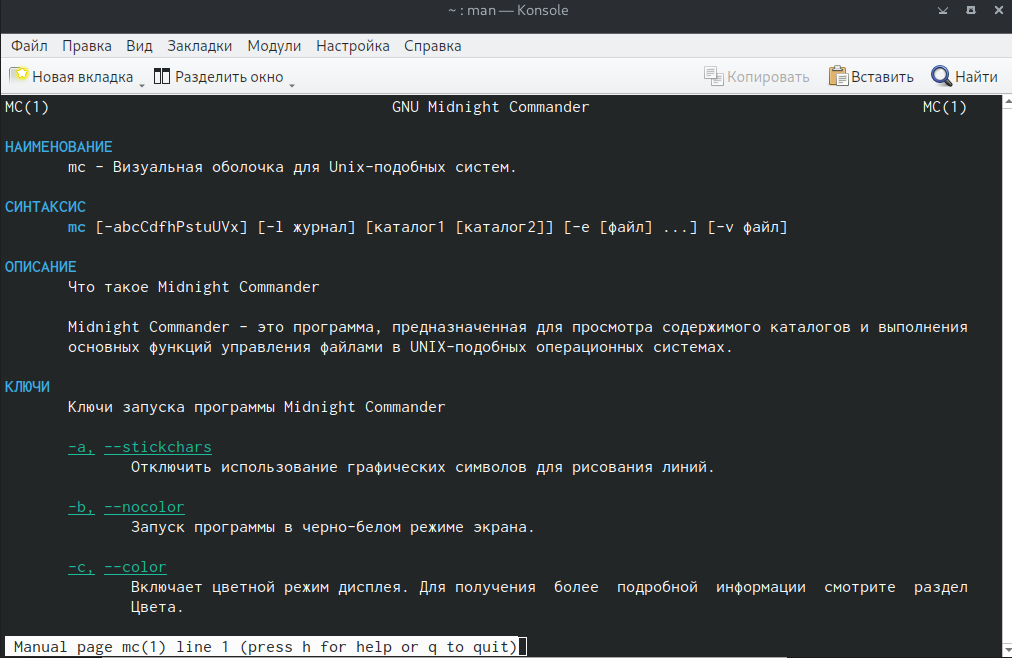 ~ : man — Konsole
Файл Правка Вид Закладки Модули Настройка Справка
Новая вкладка Разделить окно Копировать Вставить Найти
MC(1) GNU Midnight Commander MC(1)
НАИМЕНОВАНИЕ
mc - Визуальная оболочка для Unix-подобных систем.
СИНТАКСИС
mc [-abcCdfhPstuUVx] [-l журнал] [каталог1 [каталог2]] [-e [файл] ...] [-v файл]
ОПИСАНИЕ
Что такое Midnight Commander
Midnight Commander - это программа, предназначенная для просмотра содержимого каталогов и выполнения
основных функций управления файлами в UNIX-подобных операционных системах.
КЛЮЧИ
Ключи запуска программы Midnight Commander
-a, --stickchars
Отключить использование графических символов для рисования линий.
-b, --nocolor
Запуск программы в черно-белом режиме экрана.
-c, --color
Включает цветной режим дисплея. Для получения более подробной информации смотрите раздел
Цвета.
Manual page mc(1) line 1 (press h for help or q to quit)